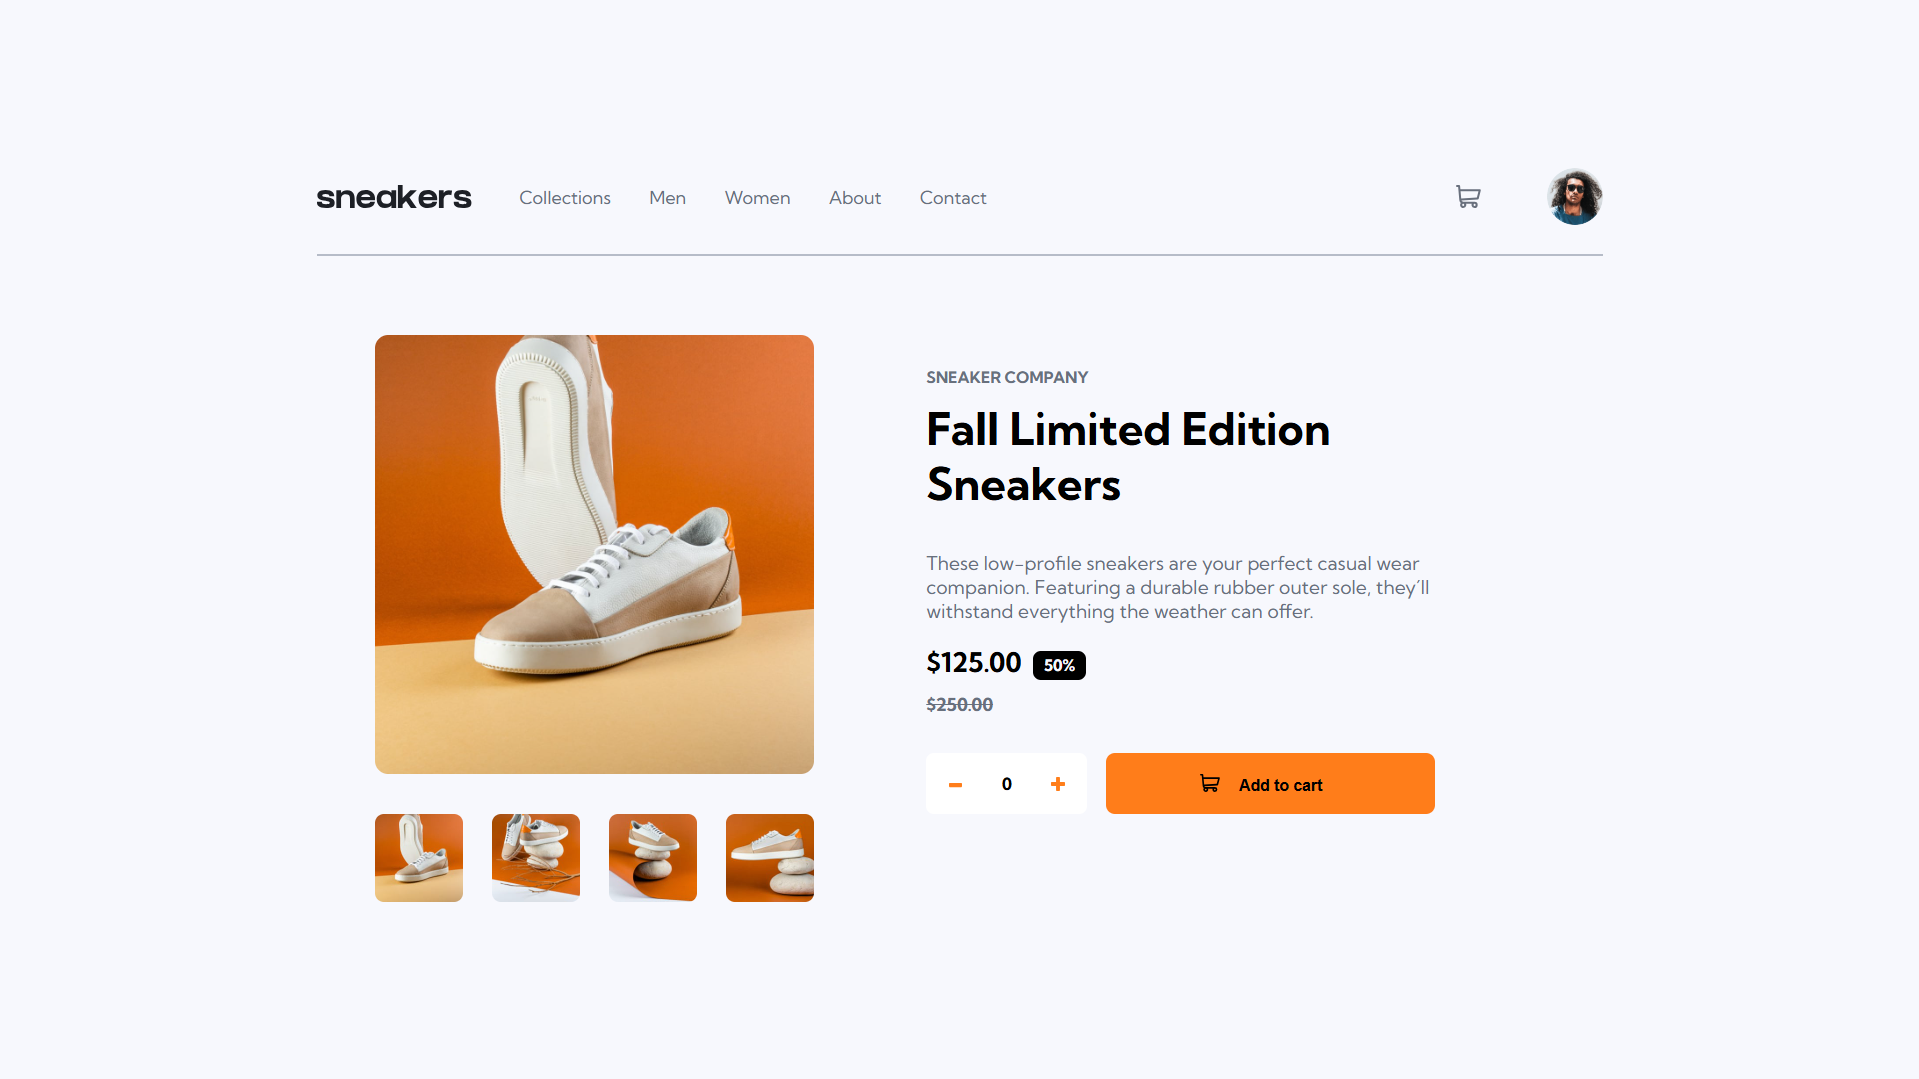 sneakers
Collections
Men
Women
About
Contact
SNEAKER COMPANY
Fall Limited Edition
Sneakers
These low-profile sneakers are your perfect casual wear
companion. Featuring a durable rubber outer sole, they’ll
withstand everything the weather can offer.
$125.00 50%
$250.00
− 0 +
Add to cart